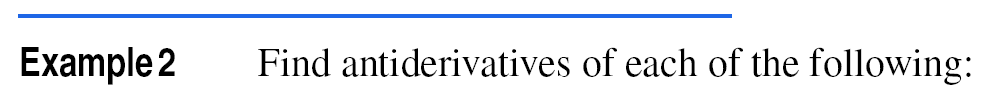 Example 2 Find antiderivatives of each of the following: